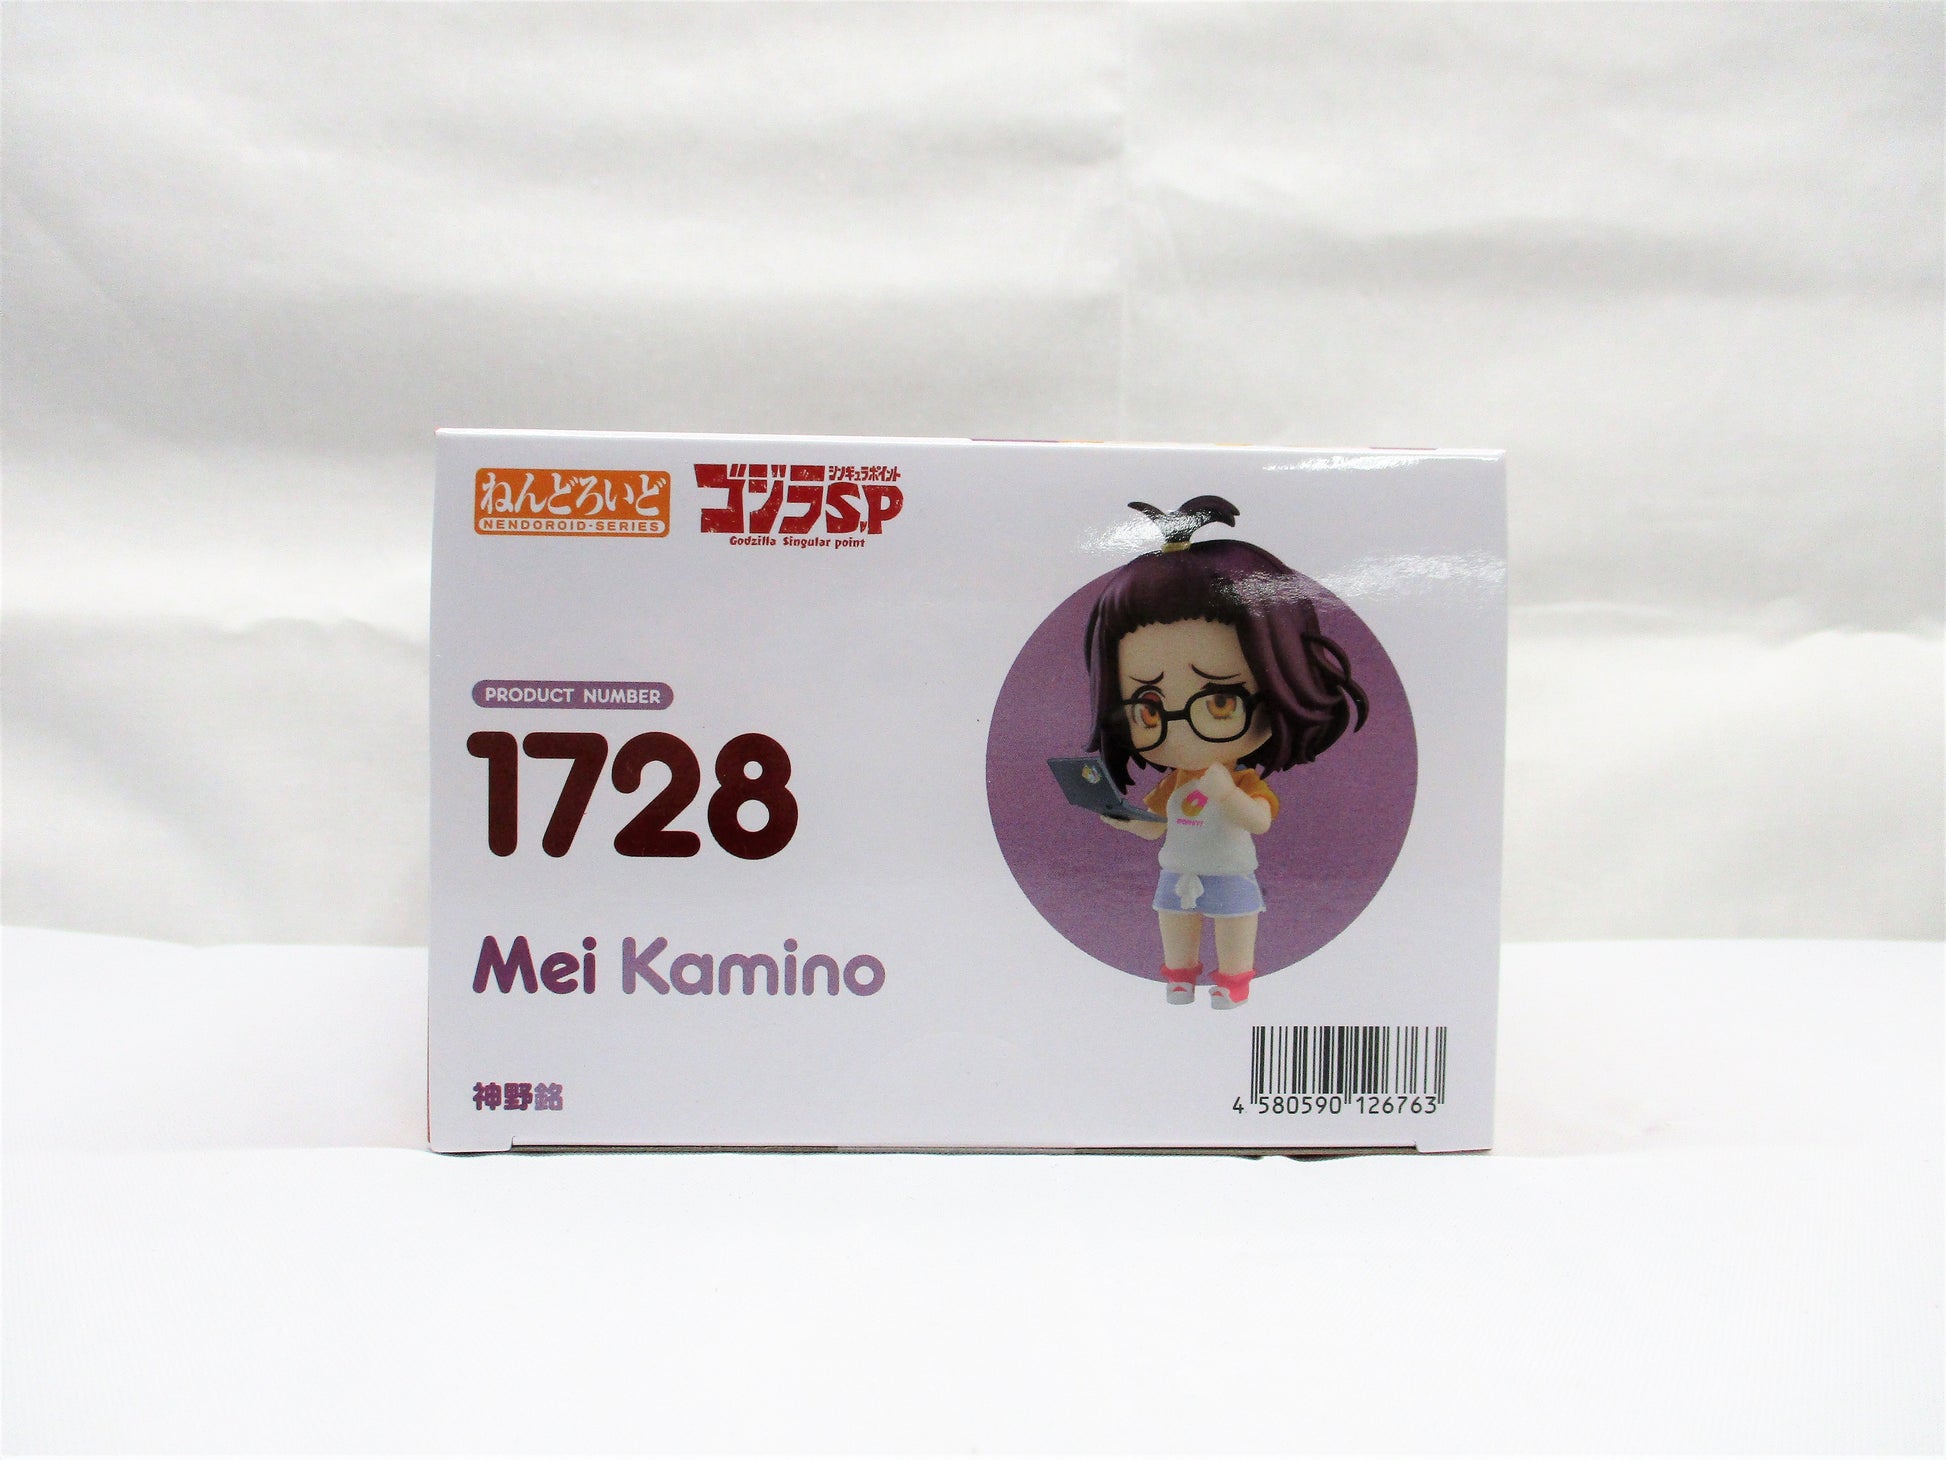 ねんどろいど
NENDOROID-SERIES
シンギュラポイント
ゴジラS.P
Godzilla Singular point
PRODUCT NUMBER
1728
Mei Kamino
神野銘
4 580590 126763